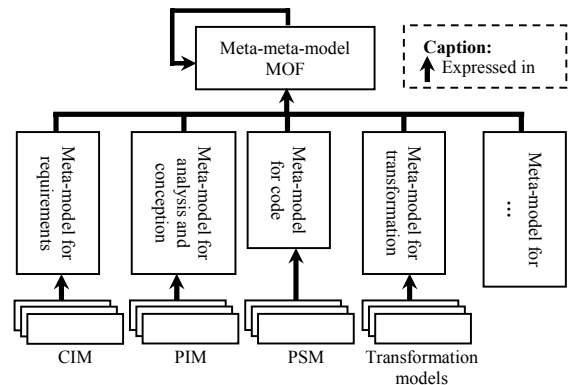 Meta-meta-model
MOF
Caption:
Expressed in
Meta-model for
requirements
Meta-model for
analysis and
conception
Meta-model
for code
Meta-model for
transformation
Meta-model for
...
CIM
PIM
PSM
Transformation
models